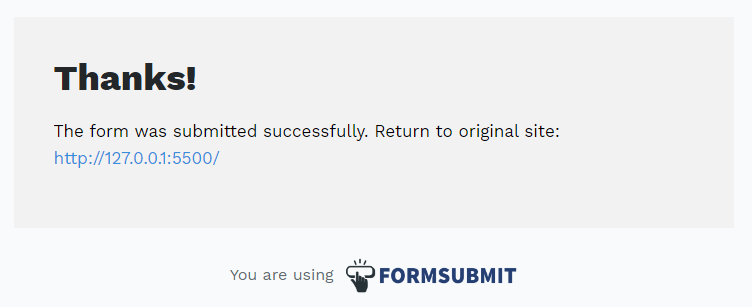 Thanks!
The form was submitted successfully. Return to original site:
http://127.0.0.1:5500/
You are using FORMSUBMIT